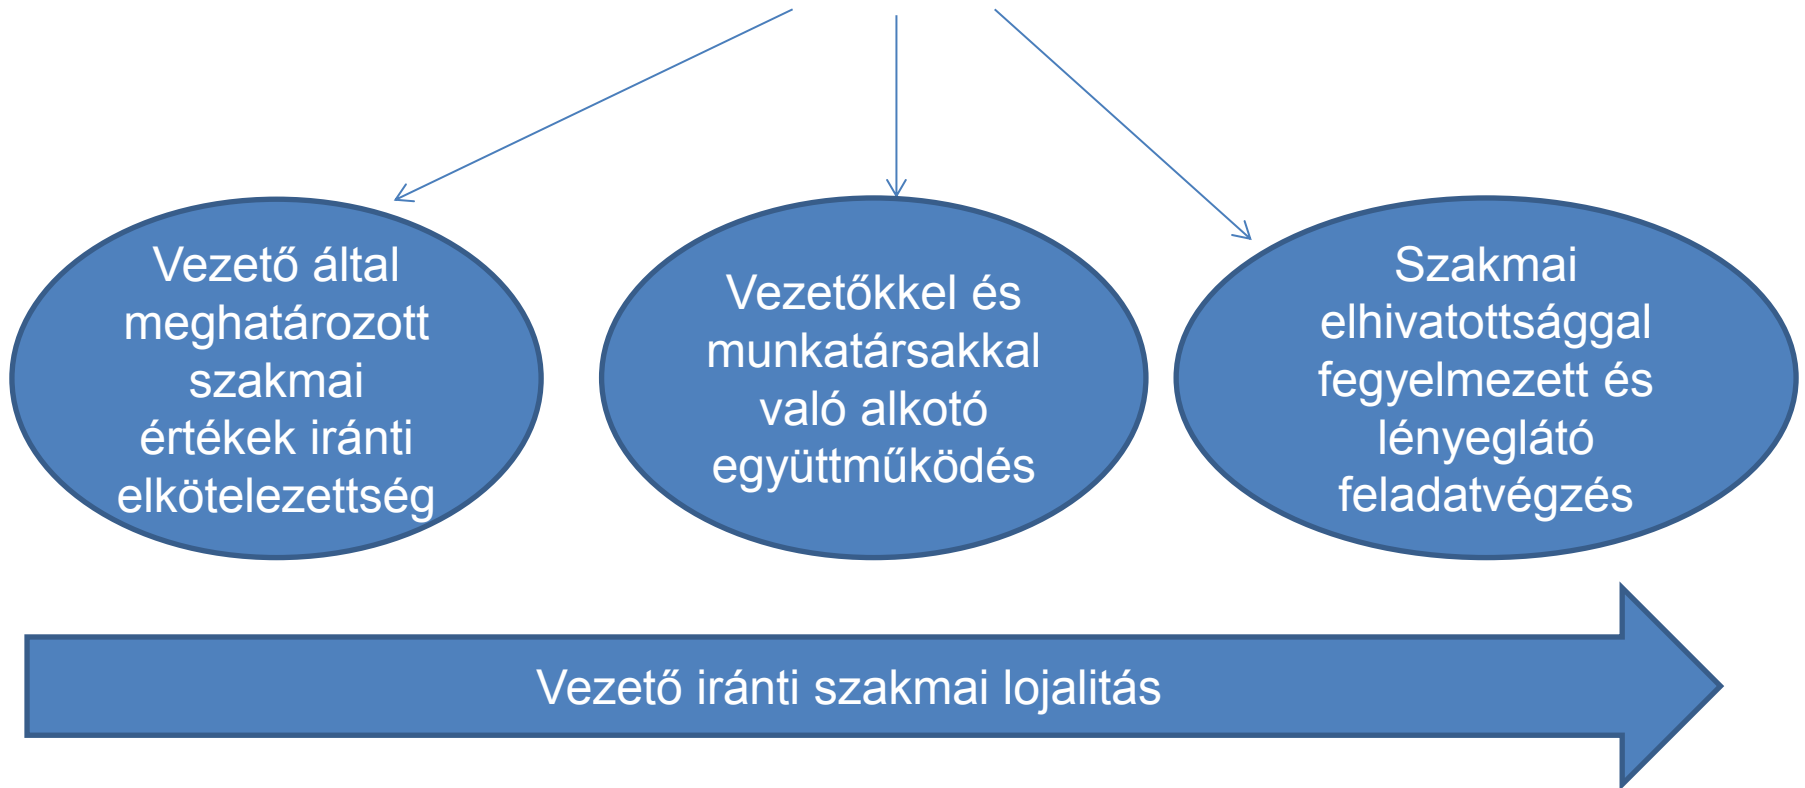 Vezető által
meghatározott
szakmai
értékek iránti
elkötelezettség
Vezetőkkel és
munkatársakkal
való alkotó
együttműködés
Szakmai
elhivatottsággal
fegyelmezett és
lényeglátó
feladatvégzés
Vezető iránti szakmai lojalitás